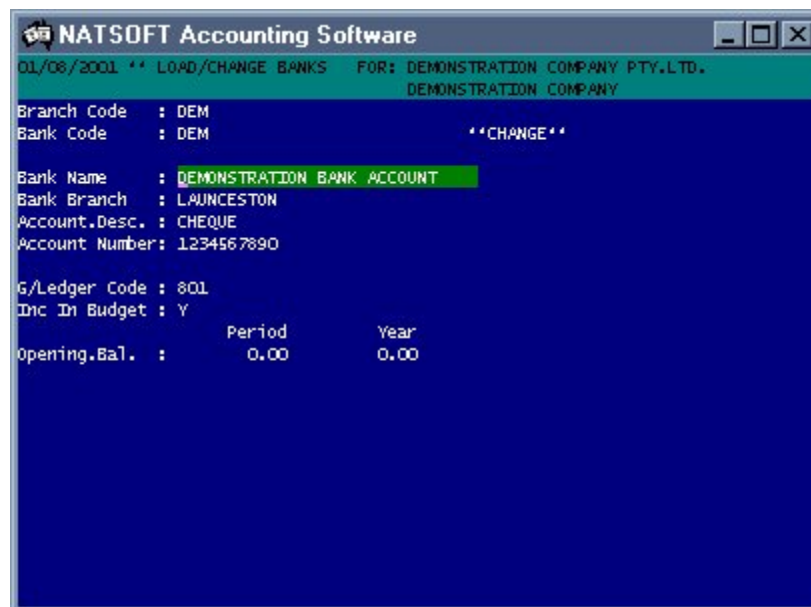 NATSOFT Accounting Software
01/08/2001 ** LOAD/CHANGE BANKS FOR: DEMONSTRATION COMPANY PTY.LTD.
DEMONSTRATION COMPANY
Branch Code : DEM
Bank Code : DEM **CHANGE**
Bank Name : DEMONSTRATION BANK ACCOUNT
Bank Branch : LAUNCESTON
Account.Desc. : CHEQUE
Account Number: 1234567890
G/Ledger Code : 801
Inc In Budget : Y
Period Year
Opening.Bal. : 0.00 0.00